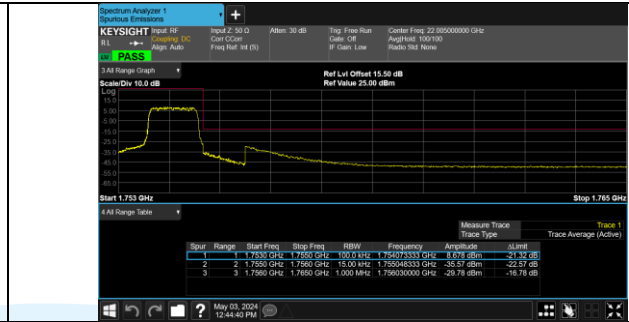 Spectrum Analyzer 1
Spurious Emissions
+
KEYSIGHT Input: RF Input Z: 50 Ω Atten: 30 dB Trig: Free Run Center Freq: 22.005000000 GHz
RL Coupling: DC Corr CCorr Gate: Off Avg|Hold: 100/100
Align: Auto Freq Ref: Int (S) IF Gain: Low Radio Std: None
PASS
3 All Range Graph Ref Lvl Offset 15.50 dB
Scale/Div 10.0 dB Ref Value 25.00 dBm
Log
15.0
5.00
-5.00
-15.0
-25.0
-35.0
-45.0
-55.0
-65.0
Start 1.753 GHz Stop 1.765 GHz
4 All Range Table
Measure Trace Trace 1
Trace Type Trace Average (Active)
Spur Range Start Freq Stop Freq RBW Frequency Amplitude ΔLimit
1 1 1.7530 GHz 1.7550 GHz 100.0 kHz 1.754073333 GHz 8.678 dBm -21.32 dB
2 2 1.7550 GHz 1.7560 GHz 15.00 kHz 1.755048333 GHz -35.57 dBm -22.57 dB
3 3 1.7560 GHz 1.7650 GHz 1.000 MHz 1.756030000 GHz -29.78 dBm -16.78 dB
? May 03, 2024
12:44:40 PM